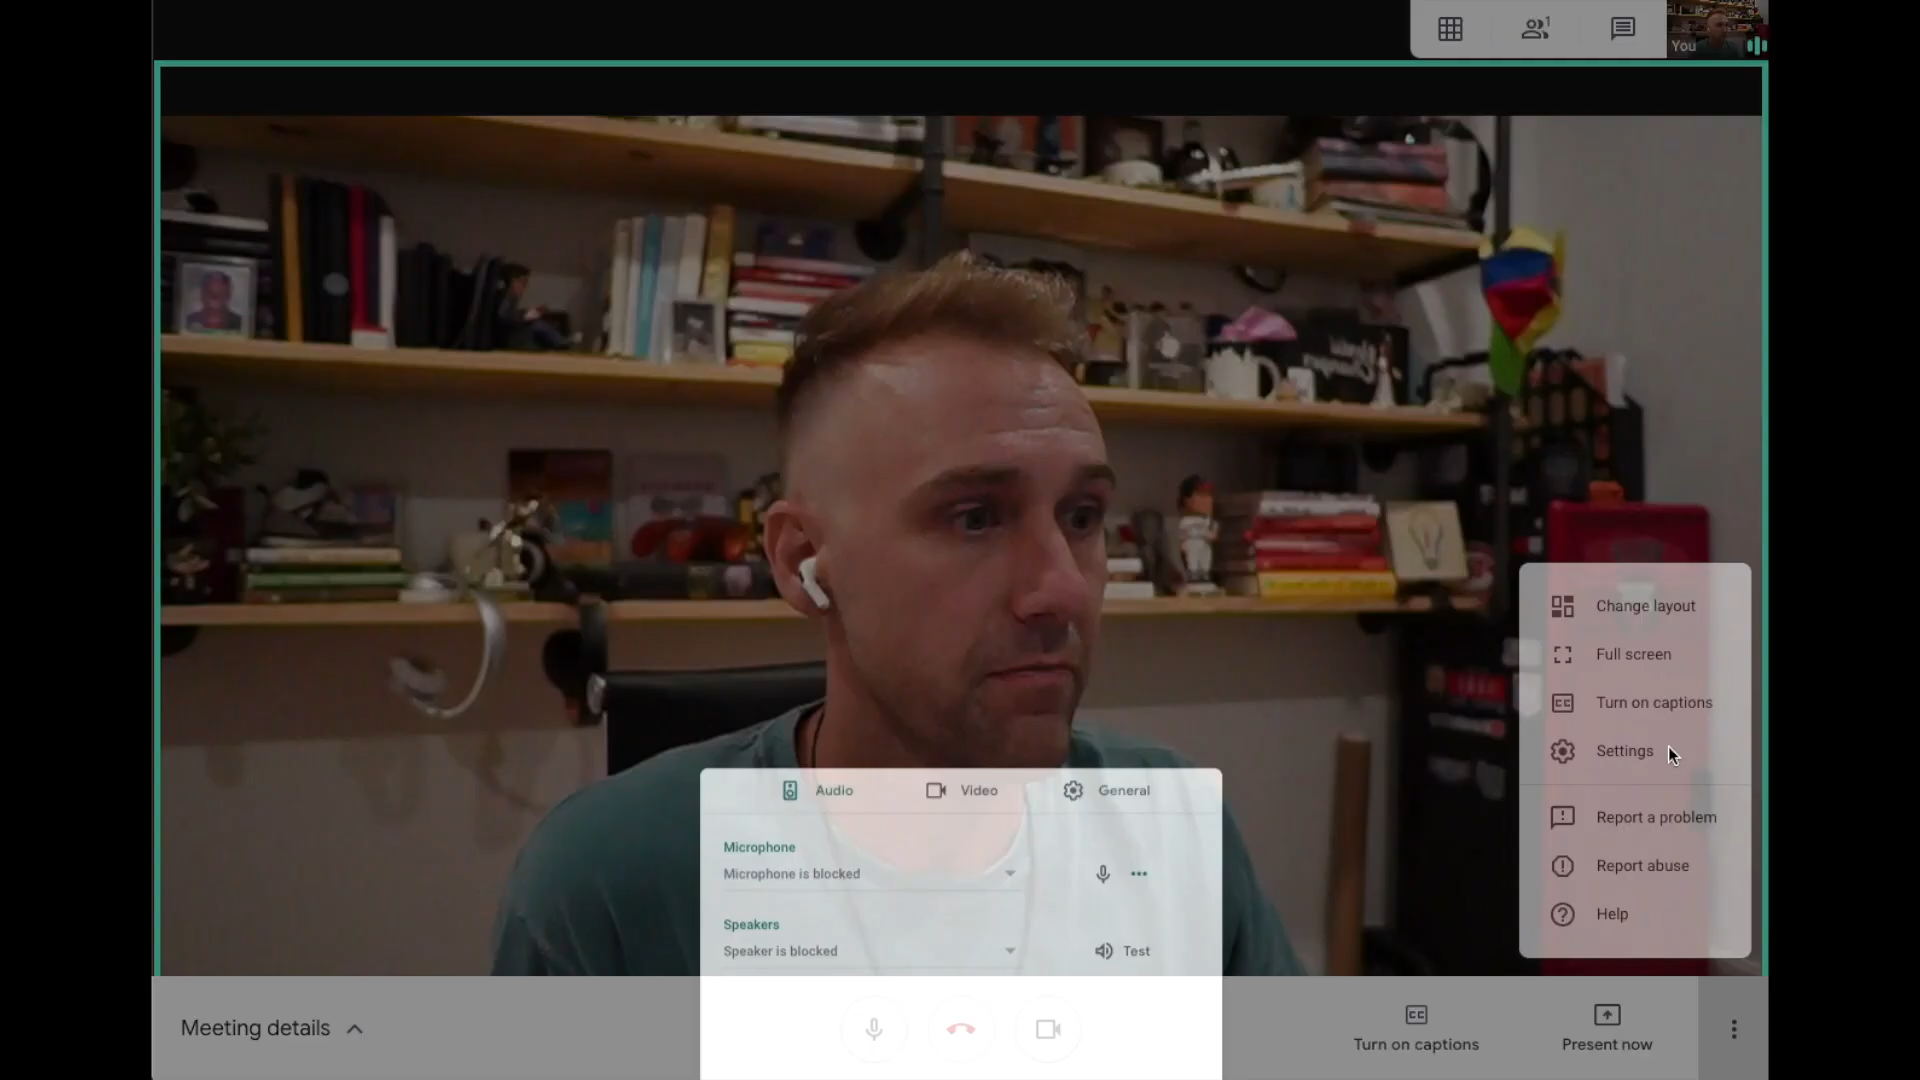 1
You
Change layout
Full screen
Turn on captions
Settings
Report a problem
Report abuse
Help
Audio
Video
General
Microphone
Microphone is blocked
Speakers
Speaker is blocked
Test
Meeting details
Turn on captions
Present now